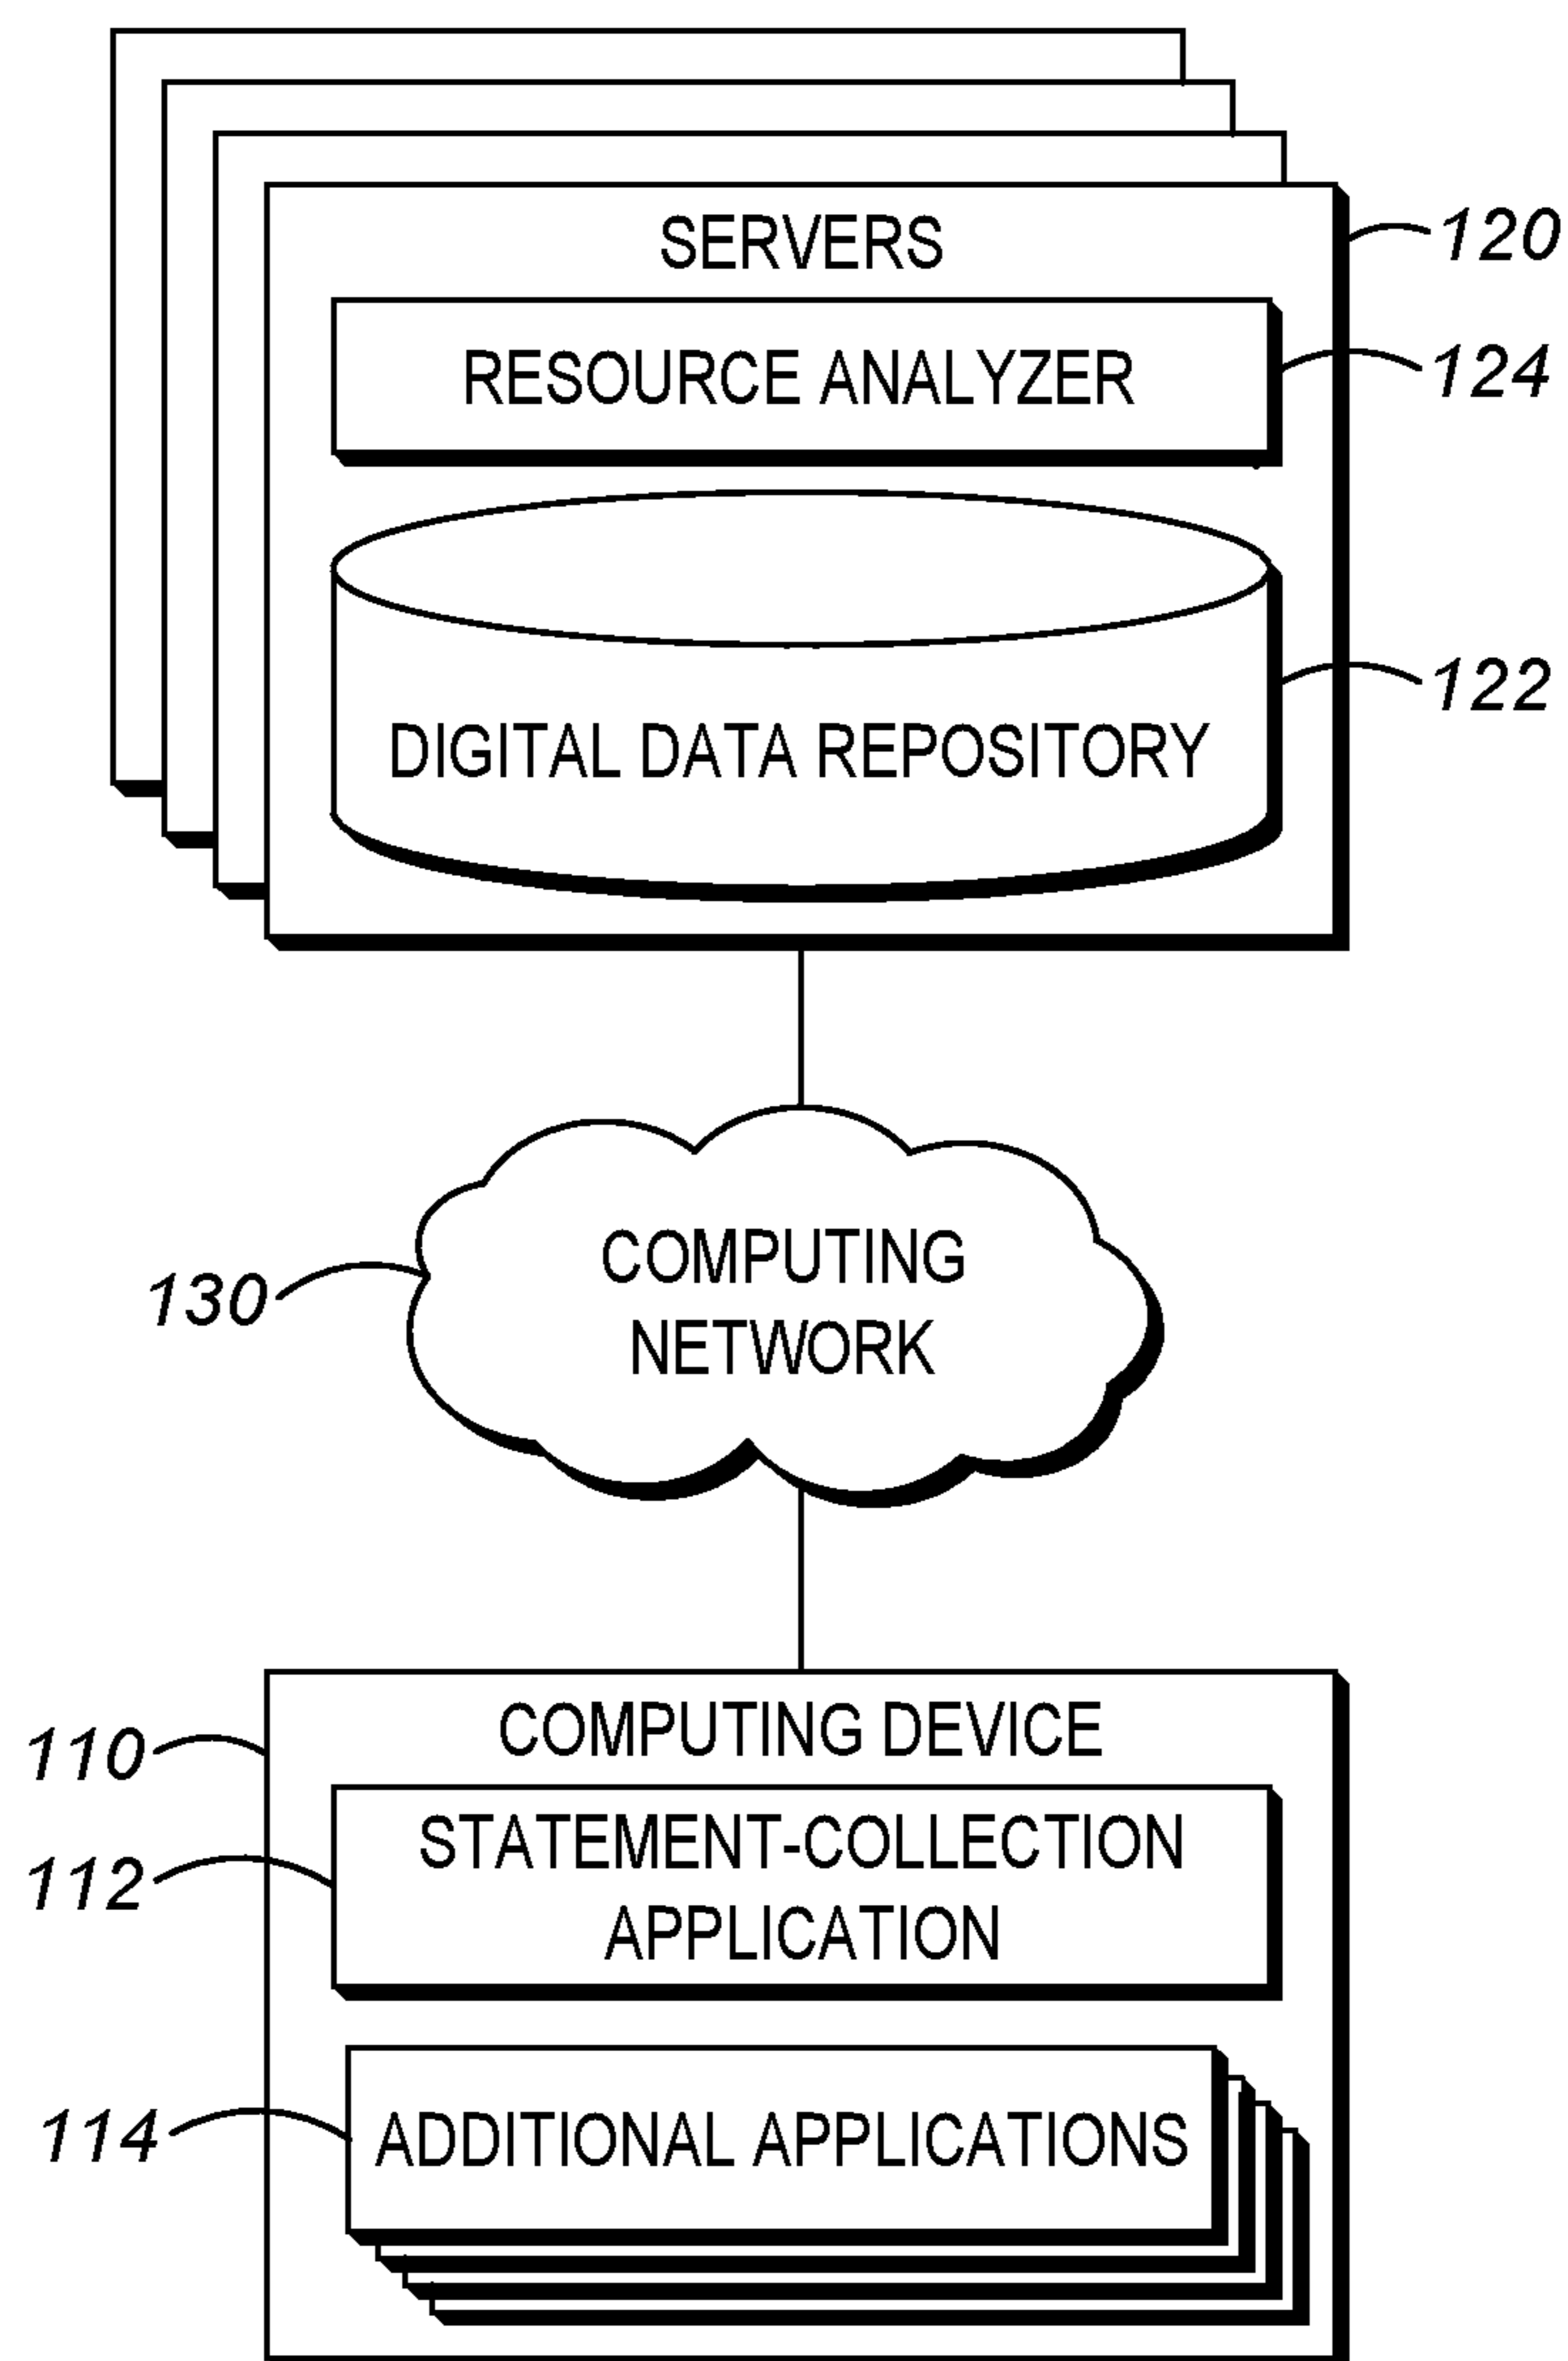 SERVERS
120
RESOURCE ANALYZER
124
DIGITAL DATA REPOSITORY
122
COMPUTING
NETWORK
130
COMPUTING DEVICE
110
STATEMENT-COLLECTION
APPLICATION
112
ADDITIONAL APPLICATIONS
114